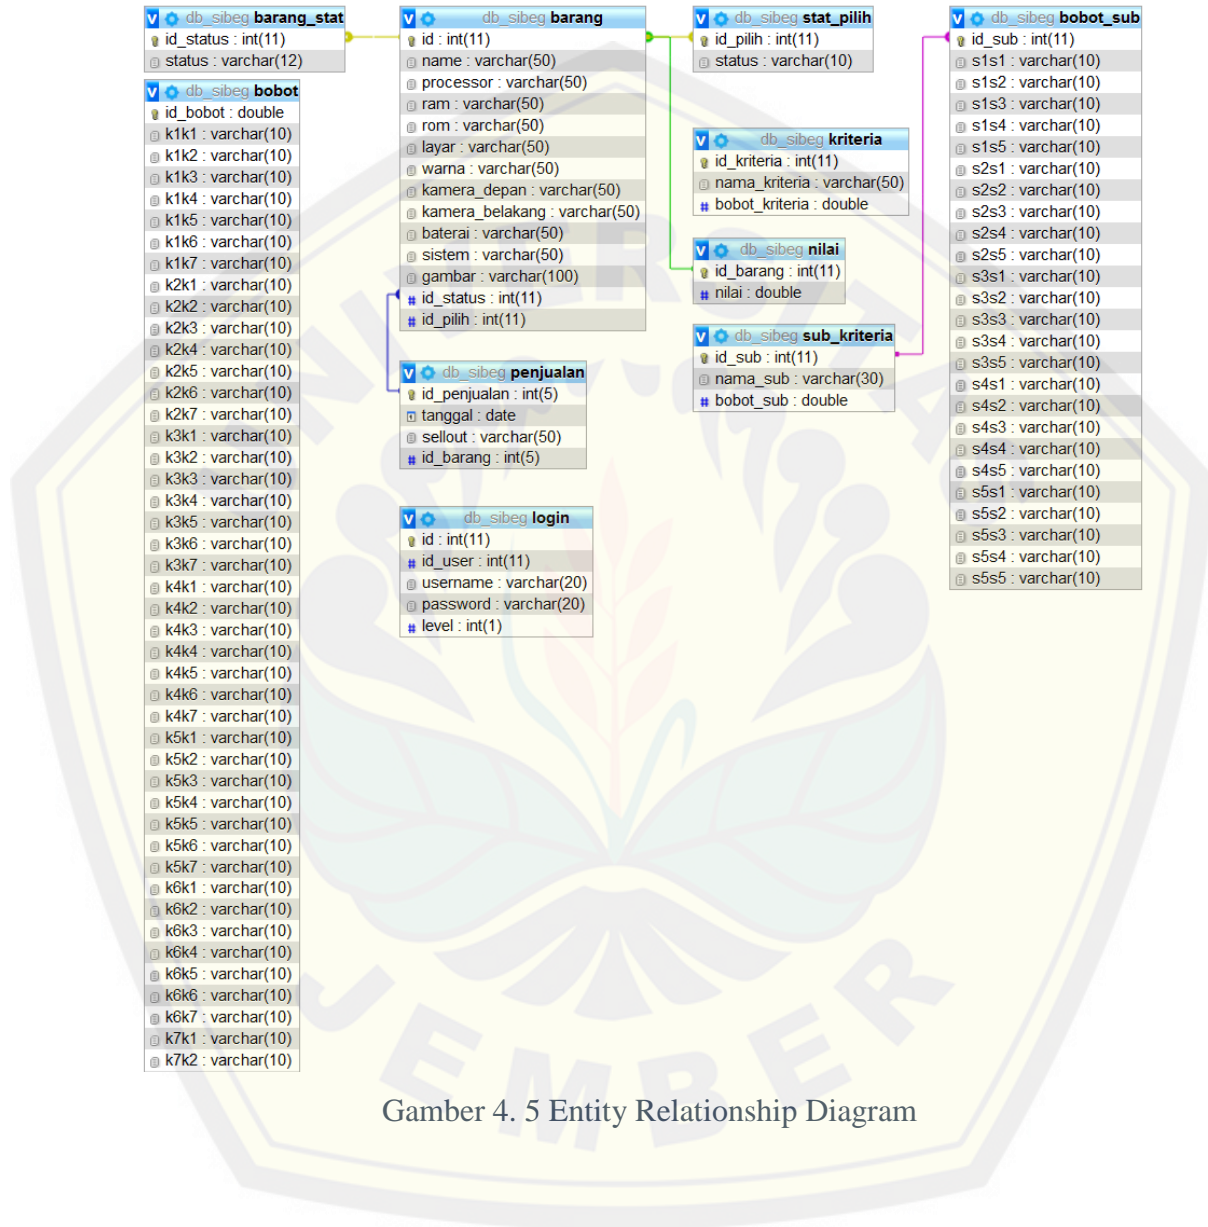 db_sibeg barang_stat
id_status : int(11)
status : varchar(12)
db_sibeg bobot
id_bobot : double
k1k1 : varchar(10)
k1k2 : varchar(10)
k1k3 : varchar(10)
k1k4 : varchar(10)
k1k5 : varchar(10)
k1k6 : varchar(10)
k1k7 : varchar(10)
k2k1 : varchar(10)
k2k2 : varchar(10)
k2k3 : varchar(10)
k2k4 : varchar(10)
k2k5 : varchar(10)
k2k6 : varchar(10)
k2k7 : varchar(10)
k3k1 : varchar(10)
k3k2 : varchar(10)
k3k3 : varchar(10)
k3k4 : varchar(10)
k3k5 : varchar(10)
k3k6 : varchar(10)
k3k7 : varchar(10)
k4k1 : varchar(10)
k4k2 : varchar(10)
k4k3 : varchar(10)
k4k4 : varchar(10)
k4k5 : varchar(10)
k4k6 : varchar(10)
k4k7 : varchar(10)
k5k1 : varchar(10)
k5k2 : varchar(10)
k5k3 : varchar(10)
k5k4 : varchar(10)
k5k5 : varchar(10)
k5k6 : varchar(10)
k5k7 : varchar(10)
k6k1 : varchar(10)
k6k2 : varchar(10)
k6k3 : varchar(10)
k6k4 : varchar(10)
k6k5 : varchar(10)
k6k6 : varchar(10)
k6k7 : varchar(10)
k7k1 : varchar(10)
k7k2 : varchar(10)
db_sibeg barang
id : int(11)
name : varchar(50)
processor : varchar(50)
ram : varchar(50)
rom : varchar(50)
layar : varchar(50)
warna : varchar(50)
kamera_depan : varchar(50)
kamera_belakang : varchar(50)
baterai : varchar(50)
sistem : varchar(50)
gambar : varchar(100)
id_status : int(11)
id_pilih : int(11)
db_sibeg penjualan
id_penjualan : int(5)
tanggal : date
sellout : varchar(50)
id_barang : int(5)
db_sibeg login
id : int(11)
id_user : int(11)
username : varchar(20)
password : varchar(20)
level : int(1)
db_sibeg stat_pilih
id_pilih : int(11)
status : varchar(10)
db_sibeg kriteria
id_kriteria : int(11)
nama_kriteria : varchar(50)
bobot_kriteria : double
db_sibeg nilai
id_barang : int(11)
nilai : double
db_sibeg sub_kriteria
id_sub : int(11)
nama_sub : varchar(30)
bobot_sub : double
db_sibeg bobot_sub
id_sub : int(11)
s1s1 : varchar(10)
s1s2 : varchar(10)
s1s3 : varchar(10)
s1s4 : varchar(10)
s1s5 : varchar(10)
s2s1 : varchar(10)
s2s2 : varchar(10)
s2s3 : varchar(10)
s2s4 : varchar(10)
s2s5 : varchar(10)
s3s1 : varchar(10)
s3s2 : varchar(10)
s3s3 : varchar(10)
s3s4 : varchar(10)
s3s5 : varchar(10)
s4s1 : varchar(10)
s4s2 : varchar(10)
s4s3 : varchar(10)
s4s4 : varchar(10)
s4s5 : varchar(10)
s5s1 : varchar(10)
s5s2 : varchar(10)
s5s3 : varchar(10)
s5s4 : varchar(10)
s5s5 : varchar(10)
UNIVERSITAS
JEMBER
Gamber 4. 5 Entity Relationship Diagram